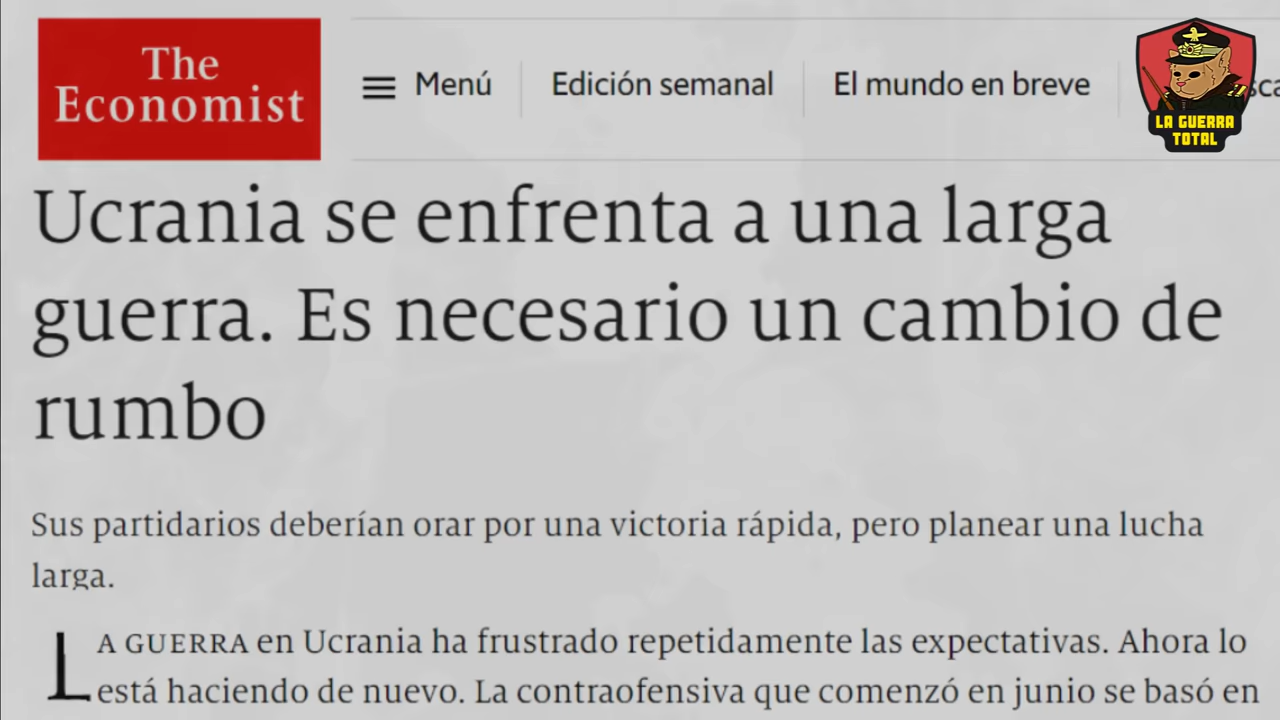 The
Economist
Menú
Edición semanal
El mundo en breve
LA GUERRA
TOTAL
Ucrania se enfrenta a una larga
guerra. Es necesario un cambio de
rumbo
Sus partidarios deberían orar por una victoria rápida, pero planear una lucha
larga.
LA GUERRA en Ucrania ha frustrado repetidamente las expectativas. Ahora lo
está haciendo de nuevo. La contraofensiva que comenzó en junio se basó en